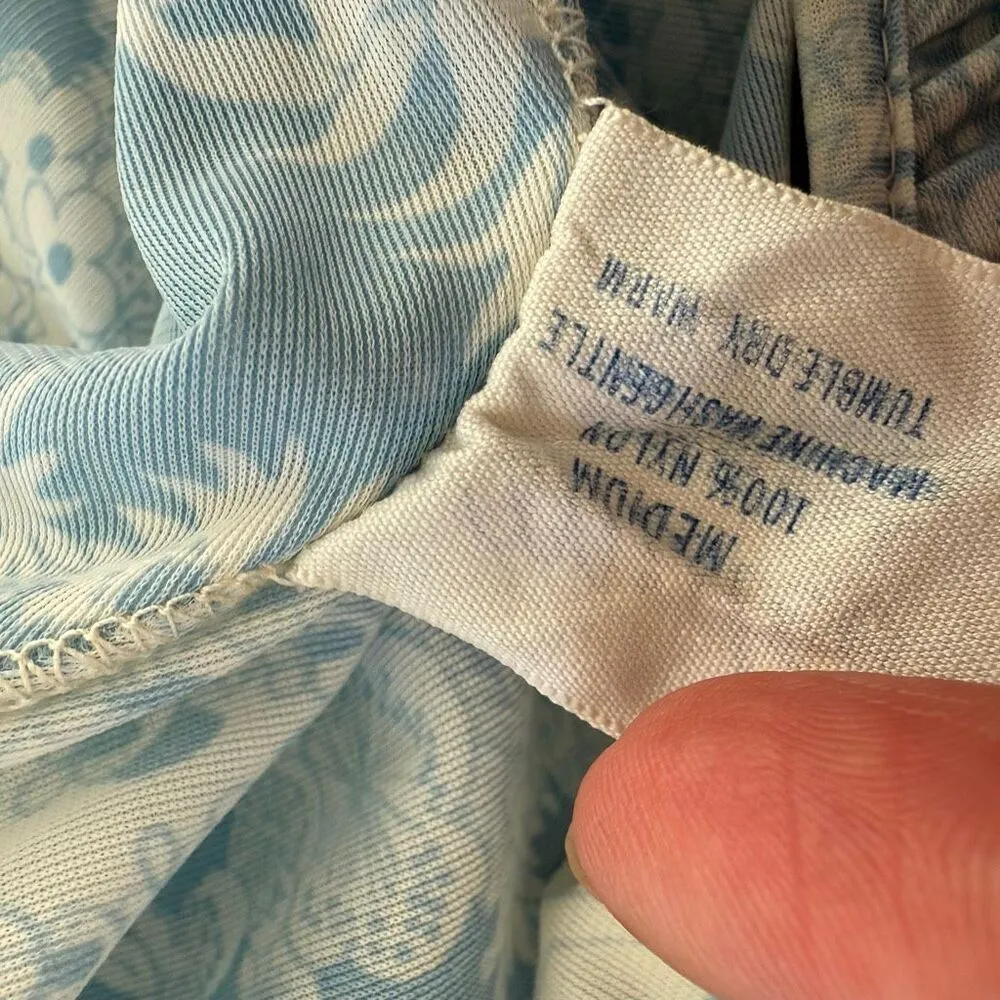 MEDIUM
100% NYLON
MACHINE WASH GENTLE
TUMBLE DRY WARM